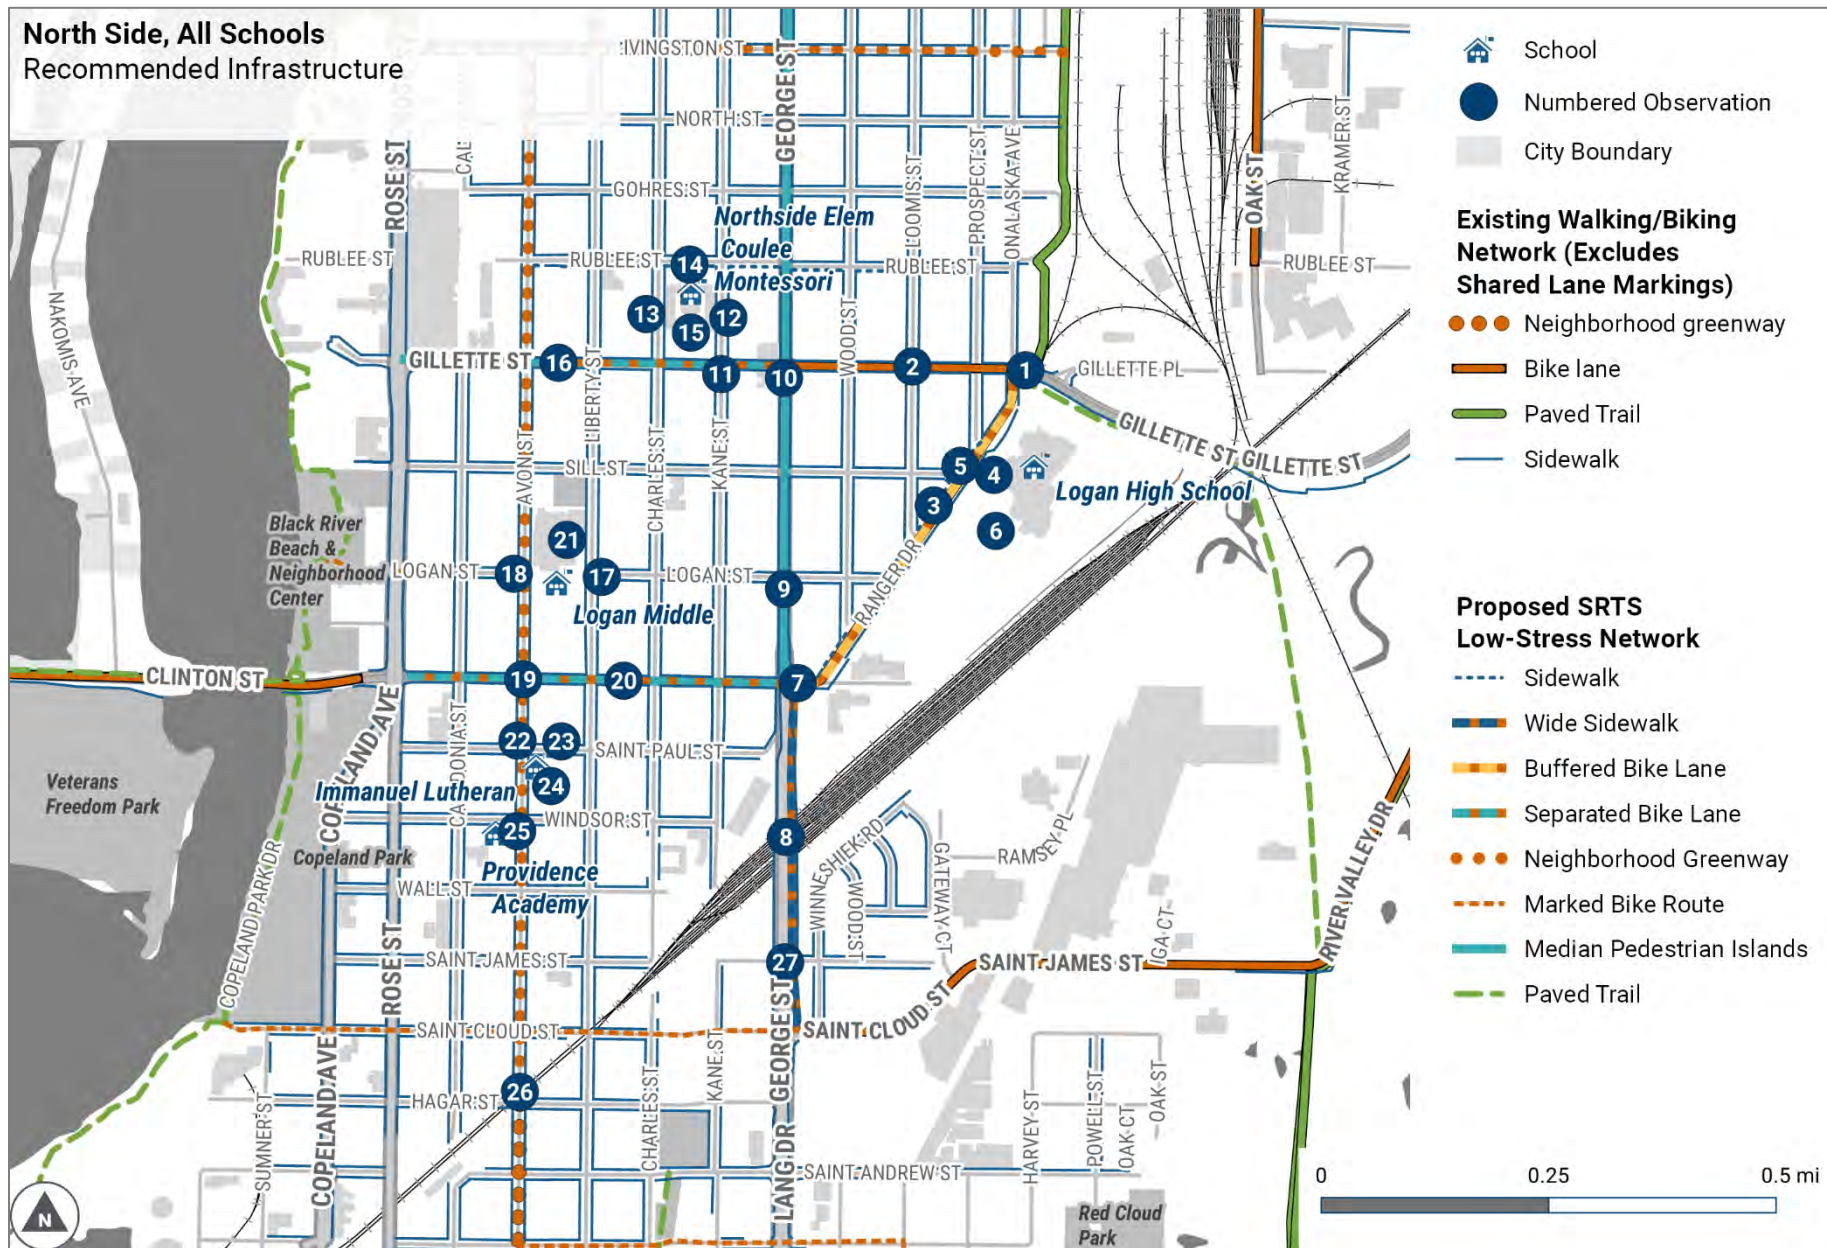 North Side, All Schools
Recommended Infrastructure
IVINGSTON ST
GEORGE ST
NORTH ST
ROSE ST
CAL
GOHRES ST
LOOMIS ST
PROSPECT ST
ONALASKA AVE
OAK ST
KRAMER ST
Northside Elem
Coulee
Montessori
RUBLEE ST
RUBLEE ST
14
RUBLEE ST
RUBLEE ST
NAKOMIS AVE
13
15
12
WOOD ST
GILLETTE ST
16
LIBERTY ST
11
10
2
1
GILLETTE PL
GILLETTE ST
GILLETTE ST
AVON ST
SILL ST
CHARLES ST
KANE ST
5
4
3
6
Logan High School
Black River
Beach &
Neighborhood
Center
21
LOGAN ST
18
17
LOGAN ST
9
RANGER DR
Logan Middle
CLINTON ST
19
20
7
COPELAND AVE
CALEDONIA ST
22
23
SAINT PAUL ST
Veterans
Freedom Park
Immanuel Lutheran
24
25
WINDSOR ST
8
Copeland Park
WINNESHIEK RD
GATEWAY CT
RAMSEY PL
Providence
Academy
WALL ST
WOOD ST
IGA CT
RIVER VALLEY DR
COPELAND PARK DR
ROSE ST
SAINT JAMES ST
27
SAINT JAMES ST
SAINT CLOUD ST
SAINT CLOUD ST
COPELAND AVE
GEORGE ST
KANE ST
26
HAGAR ST
SUMNER ST
CHARLES ST
HARVEY ST
POWELL ST
OAK CT
OAK ST
LANG DR
SAINT ANDREW ST
Red Cloud
Park
N
School
Numbered Observation
City Boundary
Existing Walking/Biking
Network (Excludes
Shared Lane Markings)
Neighborhood greenway
Bike lane
Paved Trail
Sidewalk
Proposed SRTS
Low-Stress Network
Sidewalk
Wide Sidewalk
Buffered Bike Lane
Separated Bike Lane
Neighborhood Greenway
Marked Bike Route
Median Pedestrian Islands
Paved Trail
0 0.25 0.5 mi